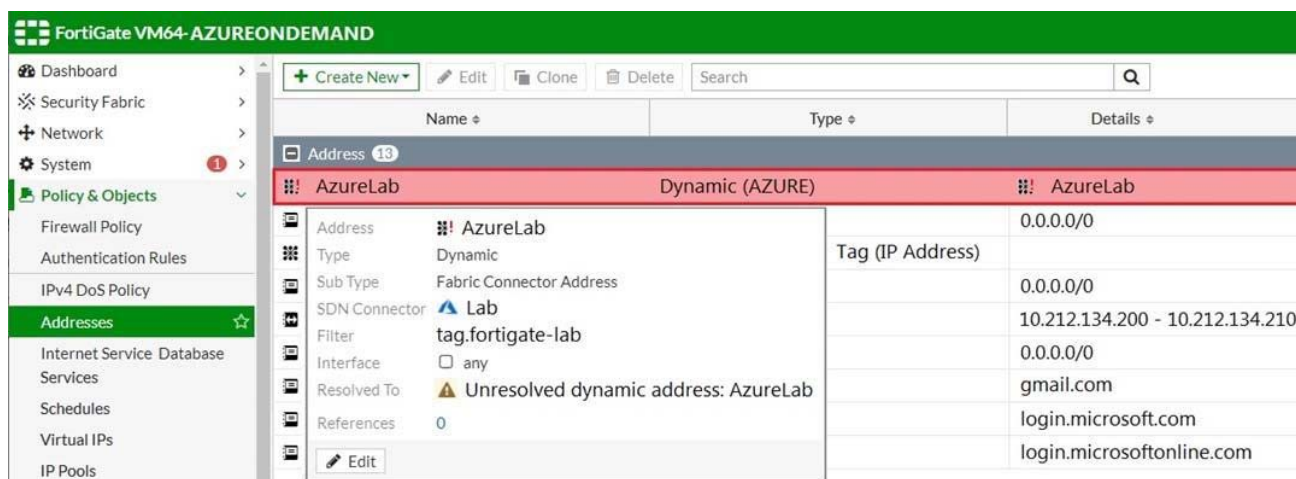 FortiGate VM64-AZUREONDEMAND
Dashboard
Security Fabric
Network
System 1
Policy & Objects
Firewall Policy
Authentication Rules
IPv4 DoS Policy
Addresses
Internet Service Database
Services
Schedules
Virtual IPs
IP Pools
+ Create New Edit Clone Delete Search
Name Type Details
Address 13
AzureLab Dynamic (AZURE) AzureLab
0.0.0.0/0
Tag (IP Address)
0.0.0.0/0
10.212.134.200 - 10.212.134.210
0.0.0.0/0
gmail.com
login.microsoft.com
login.microsoftonline.com
Address AzureLab
Type Dynamic
Sub Type Fabric Connector Address
SDN Connector Lab
Filter tag.fortigate-lab
Interface any
Resolved To Unresolved dynamic address: AzureLab
References 0
Edit